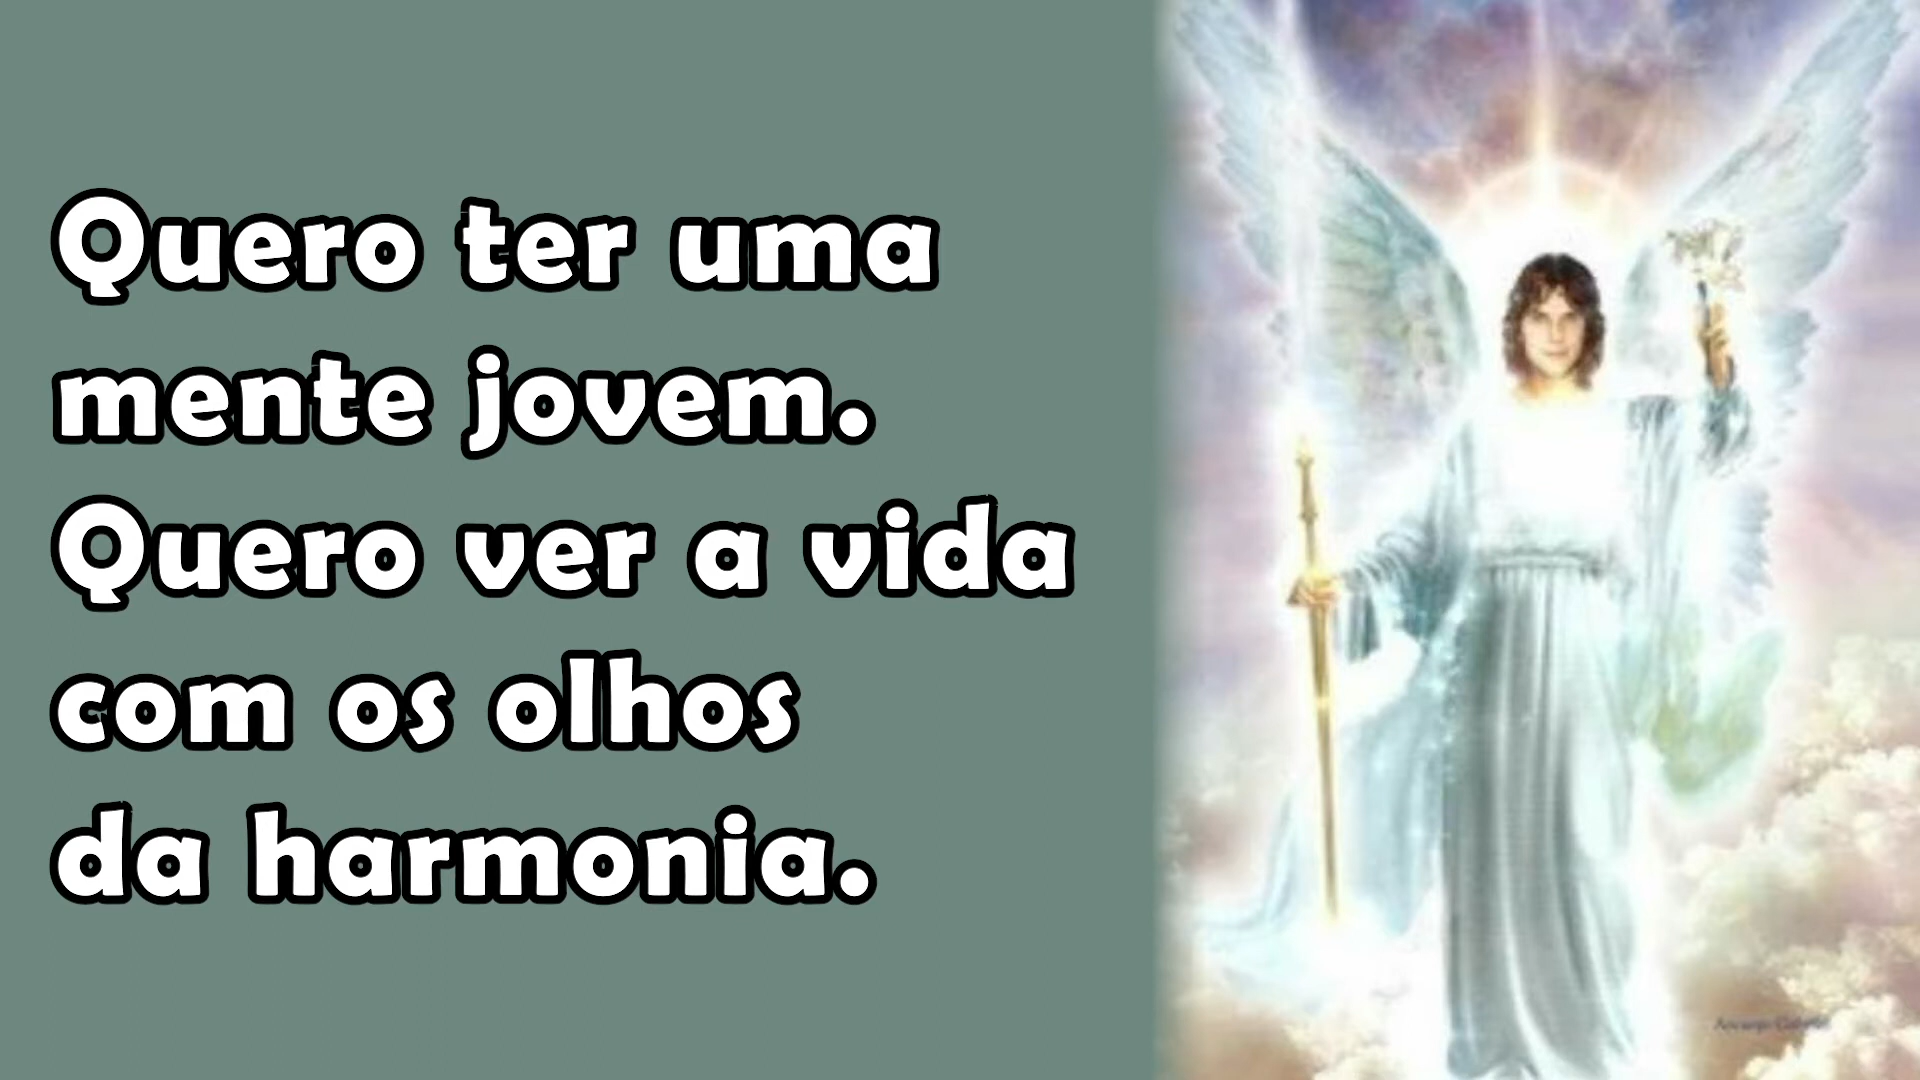 Quero ter uma
mente jovem.
Quero ver a vida
com os olhos
da harmonia.